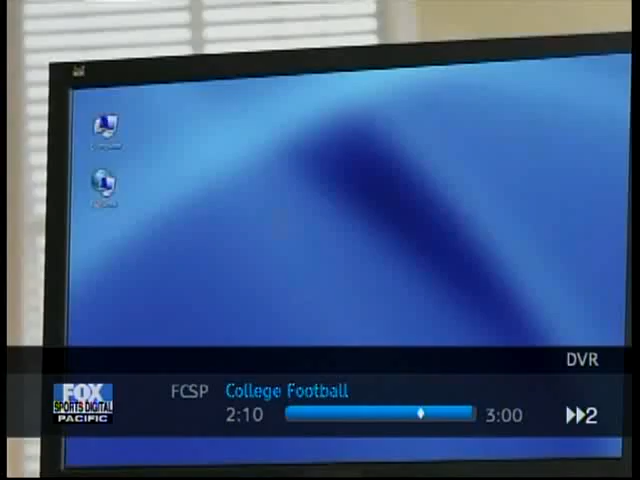 DVR
FOX
SPORTS DIGITAL
PACIFIC
FCSP College Football
2:10 3:00
2